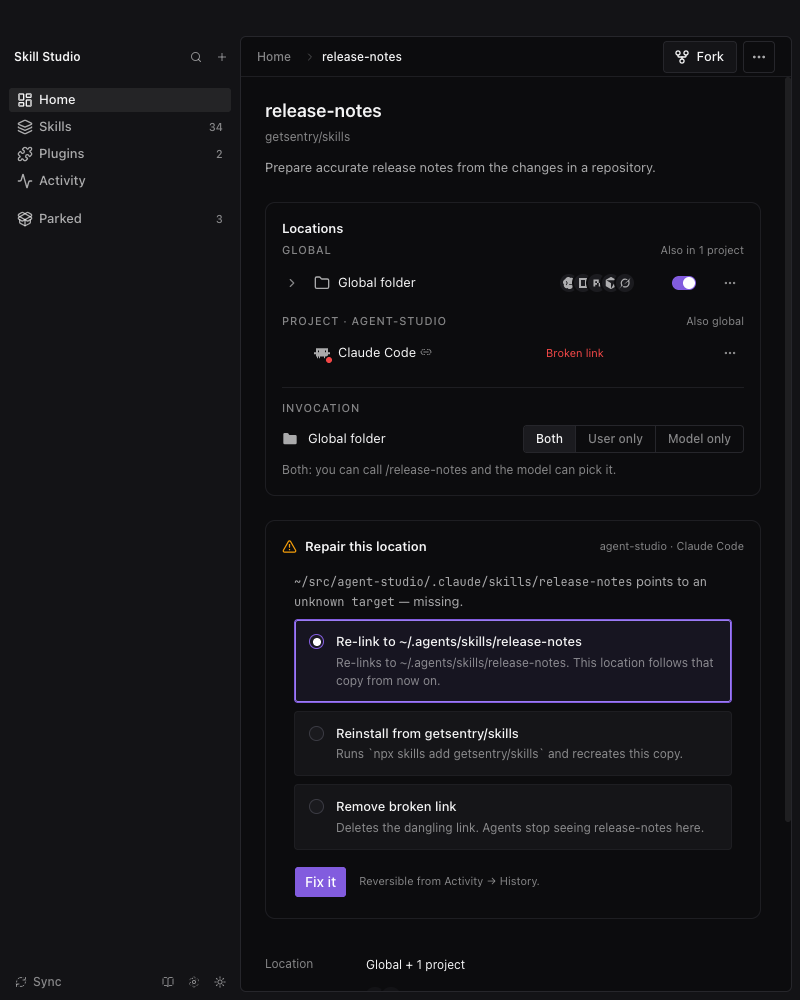 Skill Studio
Home
Skills 34
Plugins 2
Activity
Parked 3
Sync
Home release-notes
Fork
release-notes
getsentry/skills
Prepare accurate release notes from the changes in a repository.
Locations
GLOBAL Also in 1 project
Global folder
PROJECT · AGENT-STUDIO Also global
Claude Code Broken link
INVOCATION
Global folder Both User only Model only
Both: you can call /release-notes and the model can pick it.
Repair this location agent-studio · Claude Code
~/src/agent-studio/.claude/skills/release-notes points to an
unknown target — missing.
Re-link to ~/.agents/skills/release-notes
Re-links to ~/.agents/skills/release-notes. This location follows that
copy from now on.
Reinstall from getsentry/skills
Runs `npx skills add getsentry/skills` and recreates this copy.
Remove broken link
Deletes the dangling link. Agents stop seeing release-notes here.
Fix it Reversible from Activity → History.
Location Global + 1 project